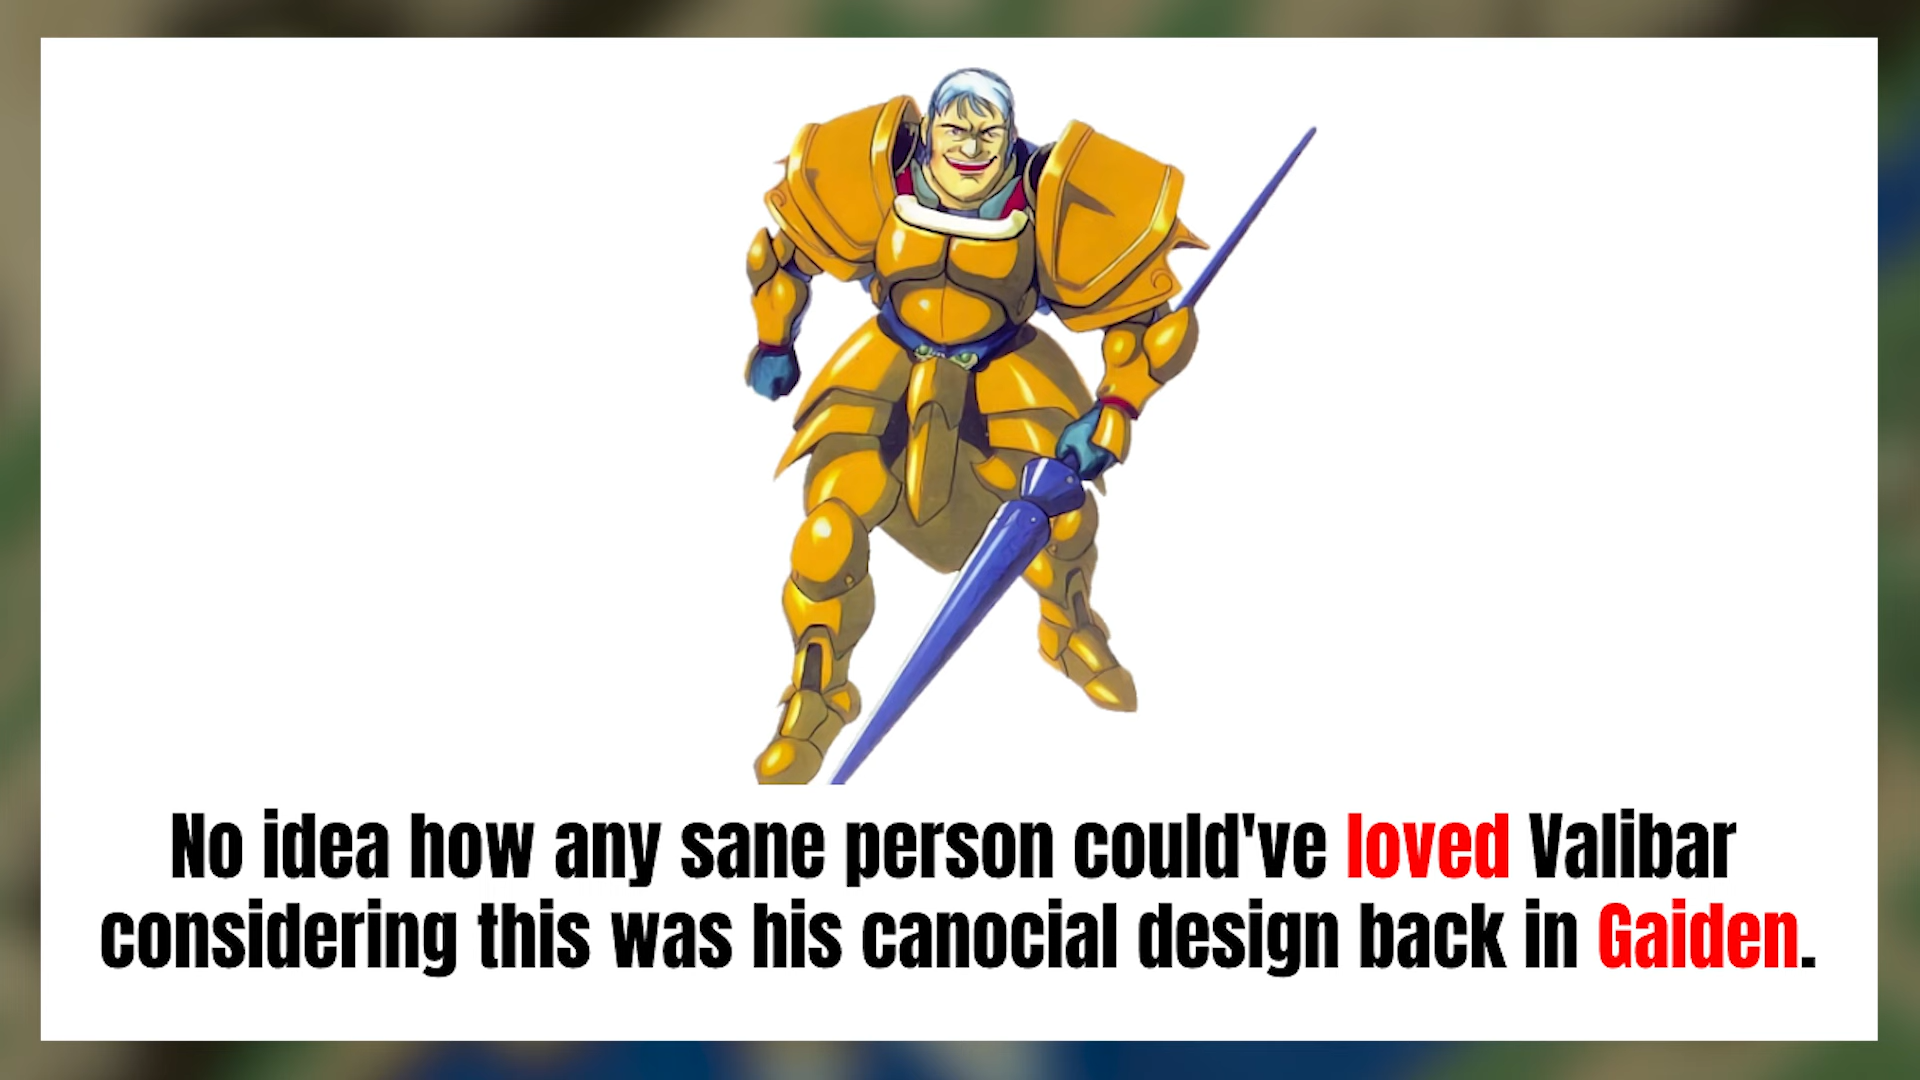 No idea how any sane person could've loved Valibar
considering this was his canocial design back in Gaiden.